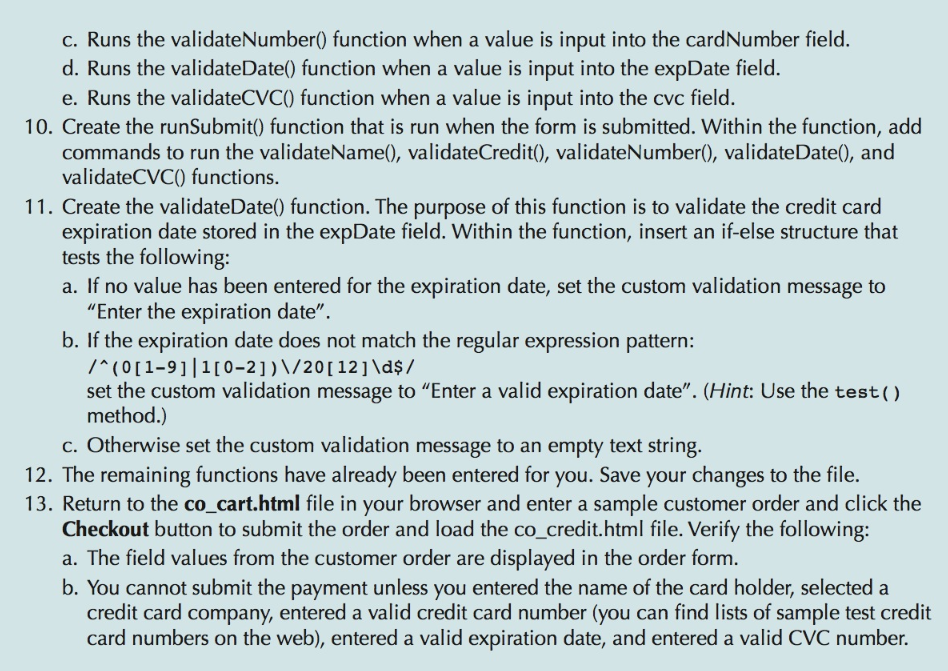 c. Runs the validateNumber() function when a value is input into the cardNumber field.
d. Runs the validateDate() function when a value is input into the expDate field.
e. Runs the validateCVC() function when a value is input into the cvc field.
10. Create the runSubmit() function that is run when the form is submitted. Within the function, add
commands to run the validateName(), validateCredit(), validateNumber(), validateDate(), and
validateCVC() functions.
11. Create the validateDate() function. The purpose of this function is to validate the credit card
expiration date stored in the expDate field. Within the function, insert an if-else structure that
tests the following:
a. If no value has been entered for the expiration date, set the custom validation message to
“Enter the expiration date”.
b. If the expiration date does not match the regular expression pattern:
/^(0[1-9]|1[0-2])\/20[12]\d$/
set the custom validation message to “Enter a valid expiration date”. (Hint: Use the test()
method.)
c. Otherwise set the custom validation message to an empty text string.
12. The remaining functions have already been entered for you. Save your changes to the file.
13. Return to the co_cart.html file in your browser and enter a sample customer order and click the
Checkout button to submit the order and load the co_credit.html file. Verify the following:
a. The field values from the customer order are displayed in the order form.
b. You cannot submit the payment unless you entered the name of the card holder, selected a
credit card company, entered a valid credit card number (you can find lists of sample test credit
card numbers on the web), entered a valid expiration date, and entered a valid CVC number.